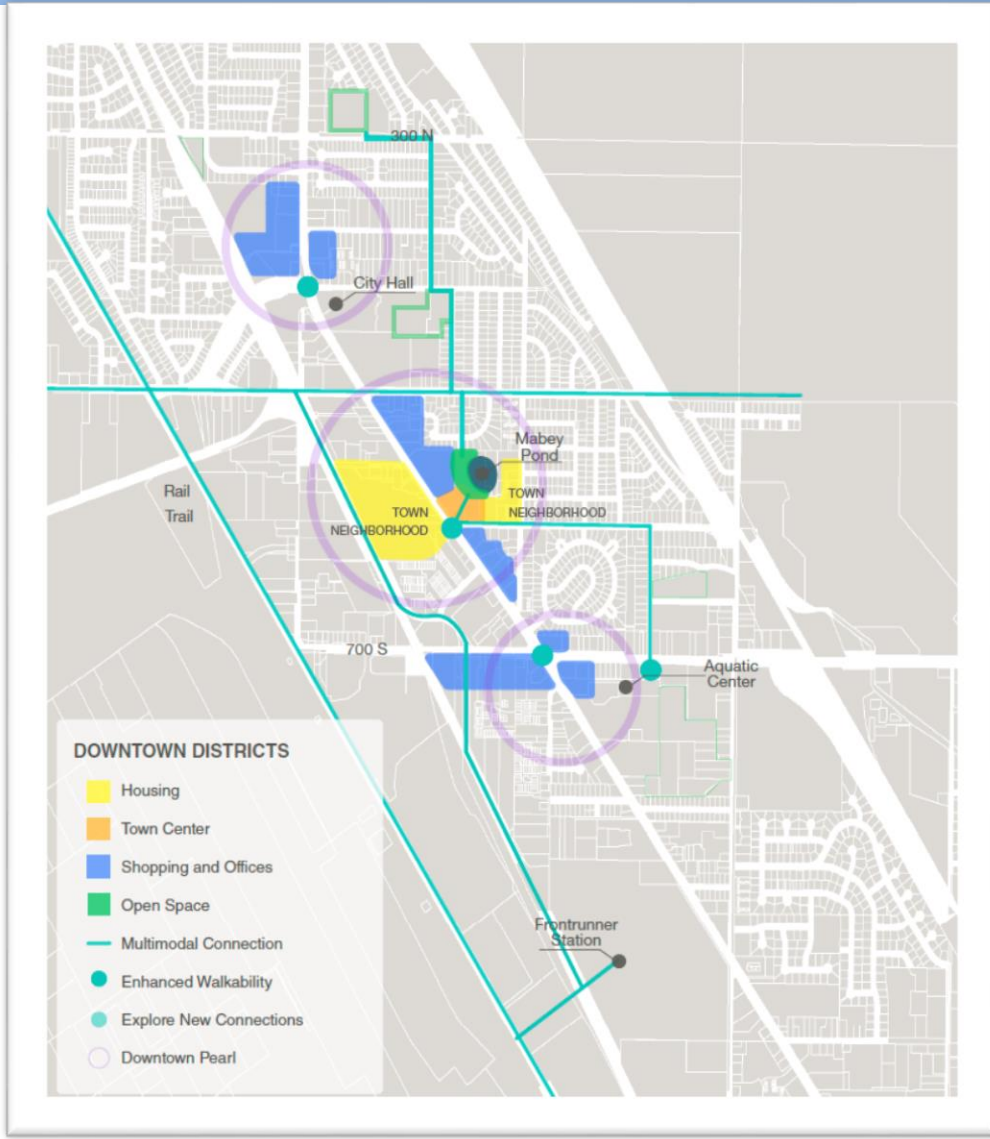 300 N
City Hall
Mabey
Pond
Rail
Trail
TOWN
NEIGHBORHOOD
TOWN
NEIGHBORHOOD
700 S
Aquatic
Center
DOWNTOWN DISTRICTS
Housing
Town Center
Shopping and Offices
Open Space
Multimodal Connection
Enhanced Walkability
Explore New Connections
Downtown Pearl
Frontrunner
Station